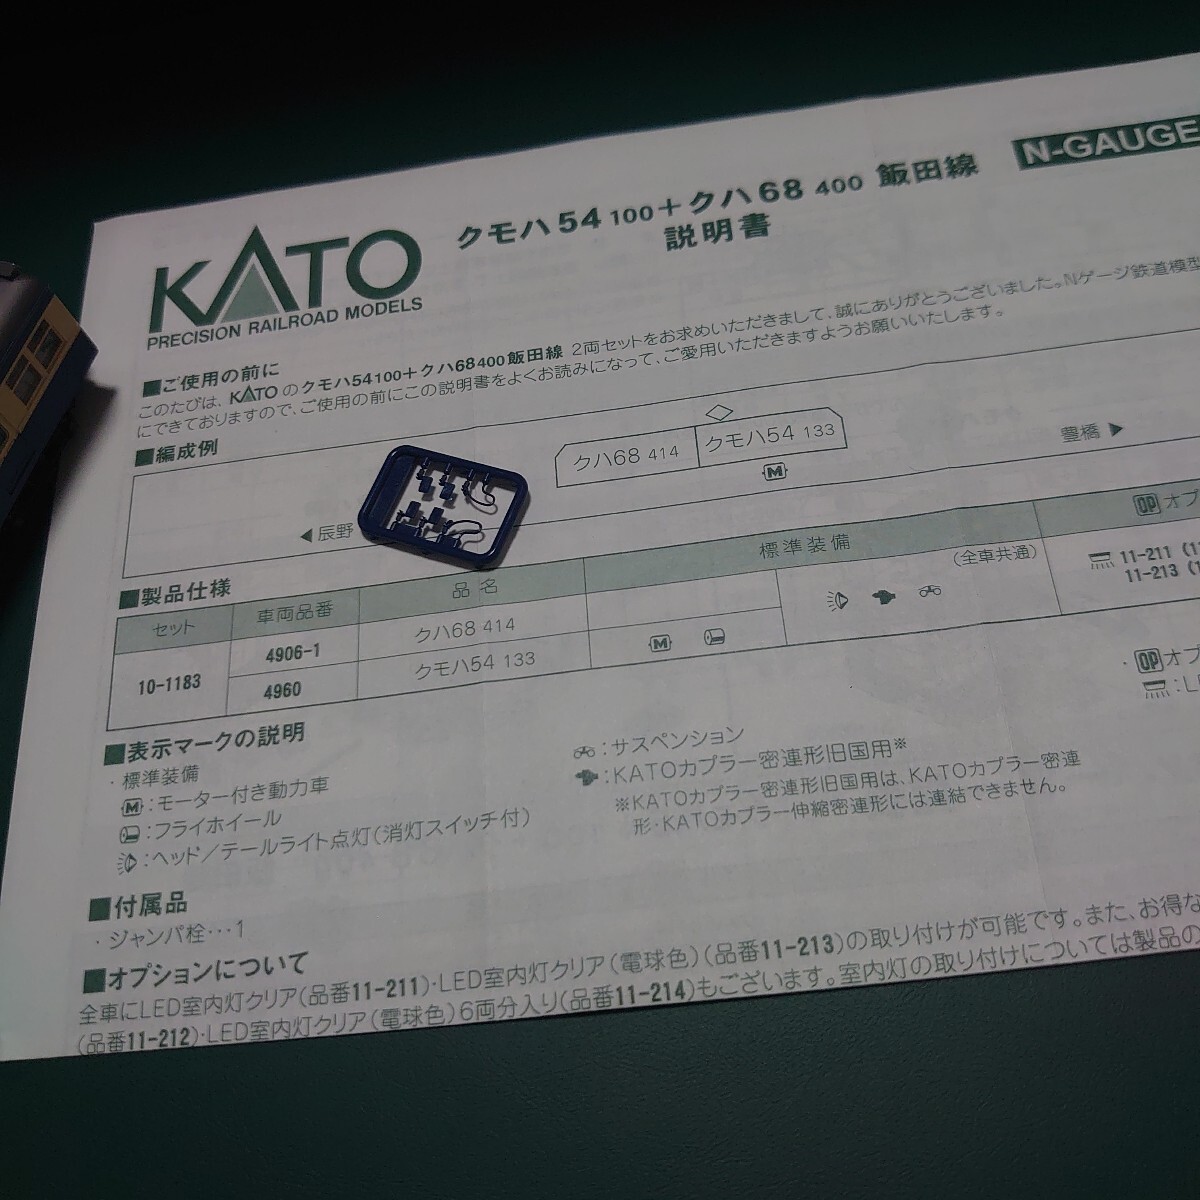 N-GAUGE
クモハ54 100+クハ68 400 飯田線
説明書
KATO
PRECISION RAILROAD MODELS
■ご使用の前に
このたびは、KATOのクモハ54100+クハ68400飯田線 2両セットをお求めいただきまして、誠にありがとうございました。Nゲージ鉄道模型
にできておりますので、ご使用の前にこの説明書をよくお読みになって、ご愛用いただきますようお願いいたします。
■編成例
クハ68 414 クモハ54 133
M
◀辰野
豊橋▶
■製品仕様
セット 車両品番 品名 標準装備 OP オプ
(全車共通)
10-1183
4906-1 クハ68 414
4960 クモハ54 133
M
11-211 (11
11-213 (1
■表示マークの説明
・標準装備
M:モーター付き動力車
:フライホイール
:ヘッド/テールライト点灯(消灯スイッチ付)
:サスペンション
:KATOカプラー密連形旧国用※
※KATOカプラー密連形旧国用は、KATOカプラー密連
形・KATOカプラー伸縮密連形には連結できません。
・OPオプ
:L
■付属品
・ジャンパ栓…1
■オプションについて
全車にLED室内灯クリア(品番11-211)・LED室内灯クリア(電球色)(品番11-213)の取り付けが可能です。また、お得な
(品番11-212)・LED室内灯クリア(電球色)6両分入り(品番11-214)もございます。室内灯の取り付けについては製品の